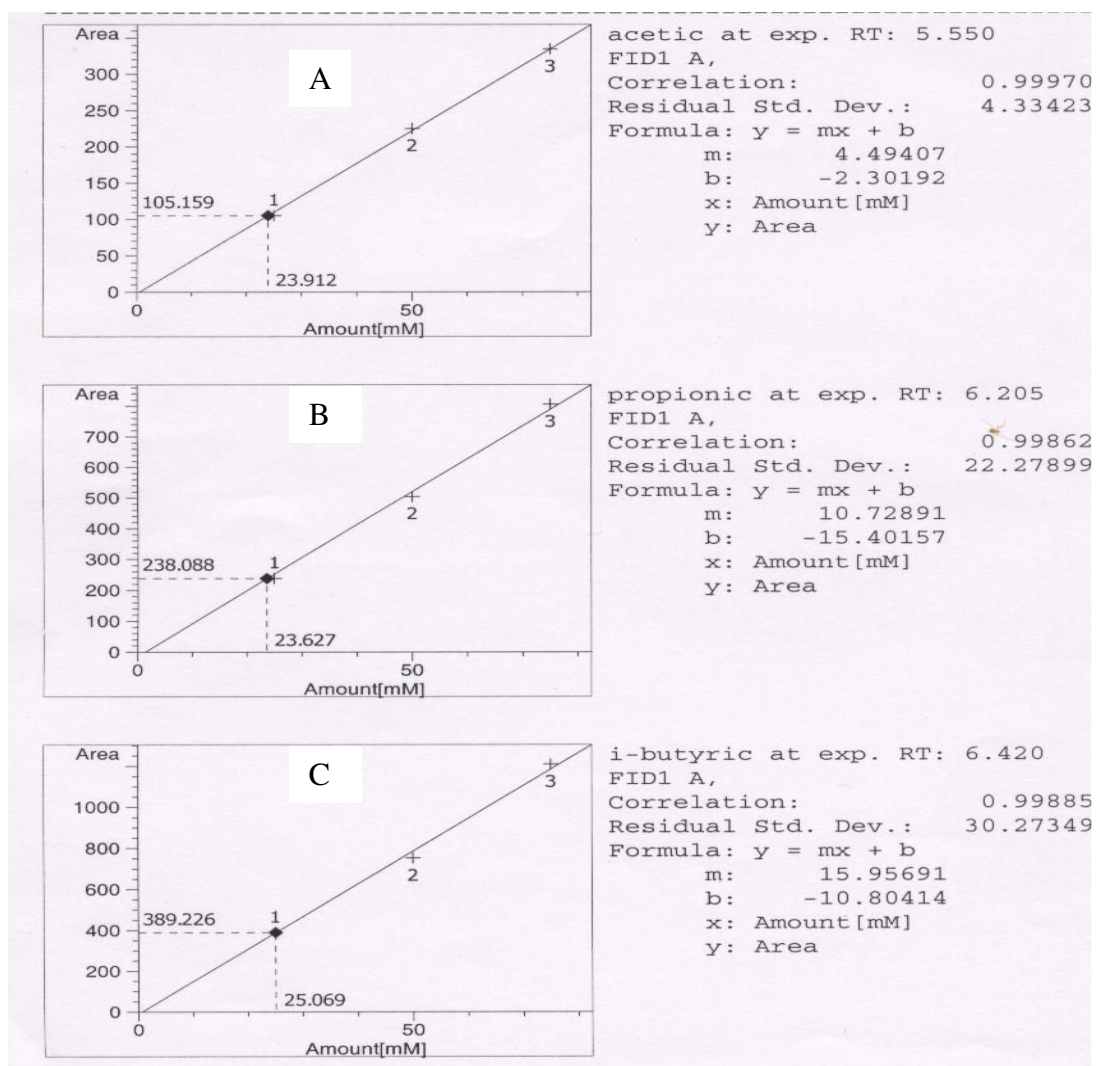 Area
A
300
250
200
150
100
50
0
105.159
1
2
3
23.912
0
50
Amount[mM]
acetic at exp. RT: 5.550
FID1 A,
Correlation: 0.99970
Residual Std. Dev.: 4.33423
Formula: y = mx + b
m: 4.49407
b: -2.30192
x: Amount[mM]
y: Area
Area
B
700
600
500
400
300
200
100
0
238.088
1
2
3
23.627
0
50
Amount[mM]
propionic at exp. RT: 6.205
FID1 A,
Correlation: 0.99862
Residual Std. Dev.: 22.27899
Formula: y = mx + b
m: 10.72891
b: -15.40157
x: Amount[mM]
y: Area
Area
C
1000
800
600
400
200
0
389.226
1
2
3
25.069
0
50
Amount[mM]
i-butyric at exp. RT: 6.420
FID1 A,
Correlation: 0.99885
Residual Std. Dev.: 30.27349
Formula: y = mx + b
m: 15.95691
b: -10.80414
x: Amount[mM]
y: Area